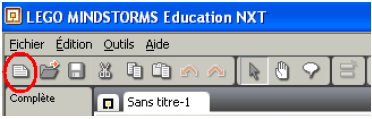 LEGO MINDSTORMS Education NXT
Fichier Édition Outils Aide
Complète
Sans titre-1